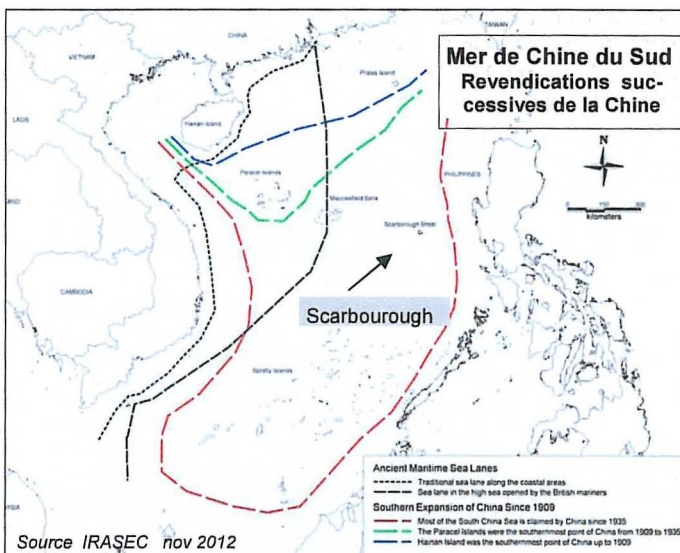 Mer de Chine du Sud
Revendications suc-
cessives de la Chine
CHINA
TAIWAN
VIETNAM
Pratas Island
LAOS
Hainan Island
N
Paracel Islands
PHILIPPINES
Macclesfield Bank
kilometers
Scarborough Shoal
CAMBODIA
Scarbourough
Spratly Islands
Ancient Maritime Sea Lanes
Traditional sea lane along the coastal areas
Sea lane in the high sea opened by the British mariners
Southern Expansion of China Since 1909
Most of the South China Sea is claimed by China since 1935
The Paracel Islands were the southernmost point of China from 1909 to 1935
Hainan Island was the southernmost point of China up to 1909
Source IRASEC nov 2012